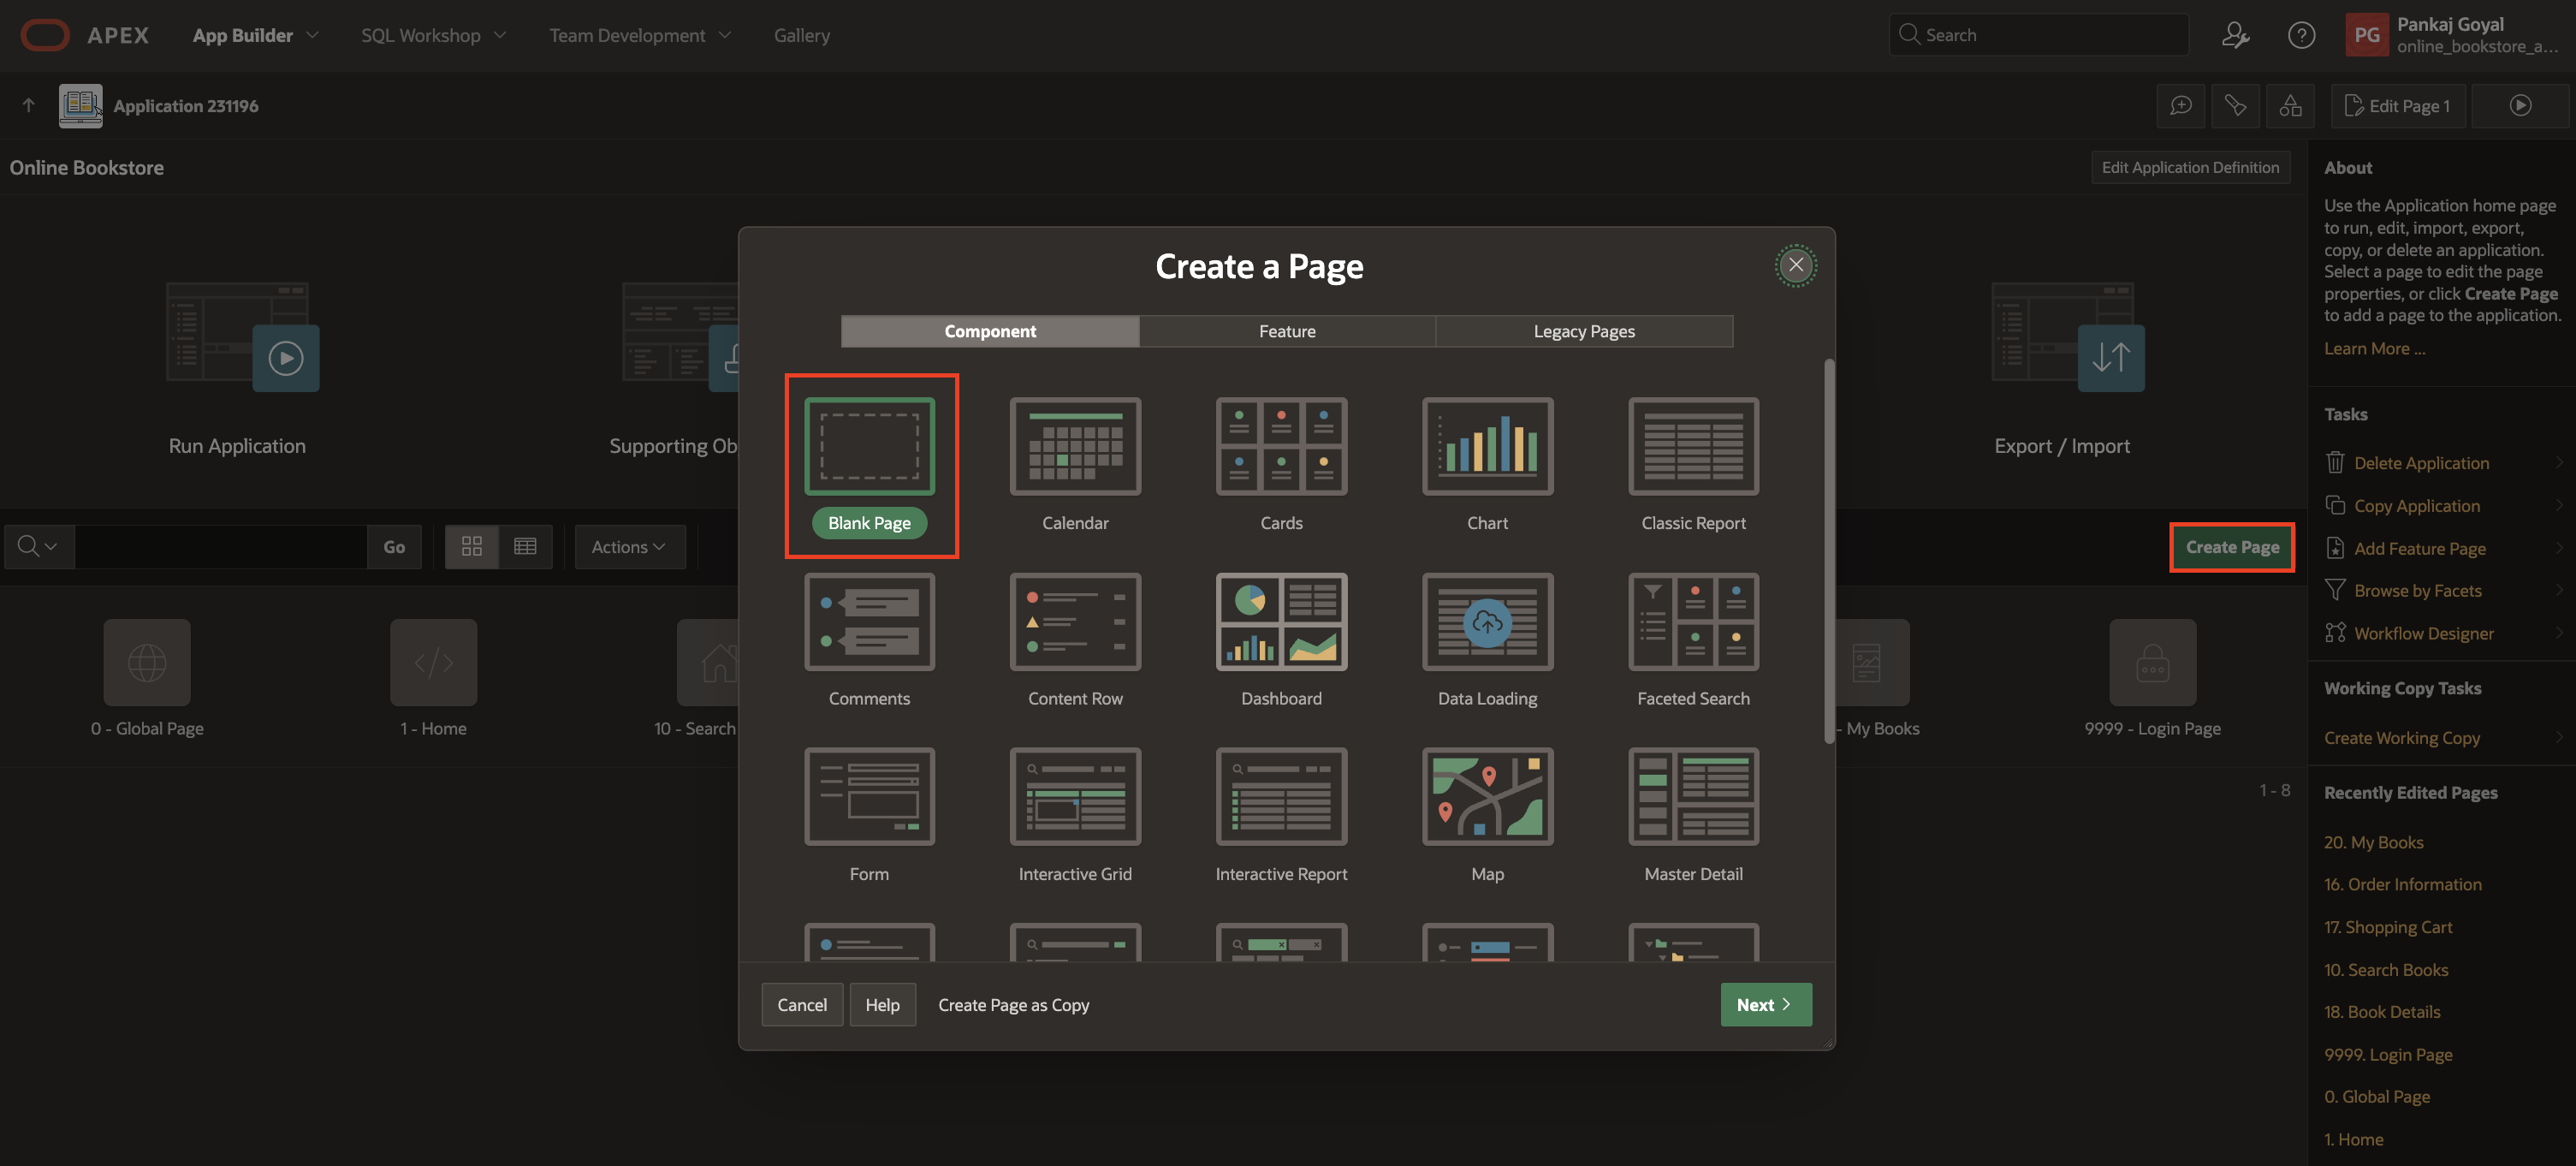 APEX
App Builder
SQL Workshop
Team Development
Gallery
Search
PG
Pankaj Goyal
online_bookstore_a...
Application 231196
Edit Page 1
Online Bookstore
Edit Application Definition
Run Application
Supporting Ob
Export / Import
Go
Actions
Create Page
0 - Global Page
1 - Home
10 - Search
- My Books
9999 - Login Page
1 - 8
Create a Page
Component
Feature
Legacy Pages
Blank Page
Calendar
Cards
Chart
Classic Report
Comments
Content Row
Dashboard
Data Loading
Faceted Search
Form
Interactive Grid
Interactive Report
Map
Master Detail
Cancel
Help
Create Page as Copy
Next
About
Use the Application home page
to run, edit, import, export,
copy, or delete an application.
Select a page to edit the page
properties, or click Create Page
to add a page to the application.
Learn More ...
Tasks
Delete Application
Copy Application
Add Feature Page
Browse by Facets
Workflow Designer
Working Copy Tasks
Create Working Copy
Recently Edited Pages
20. My Books
16. Order Information
17. Shopping Cart
10. Search Books
18. Book Details
9999. Login Page
0. Global Page
1. Home